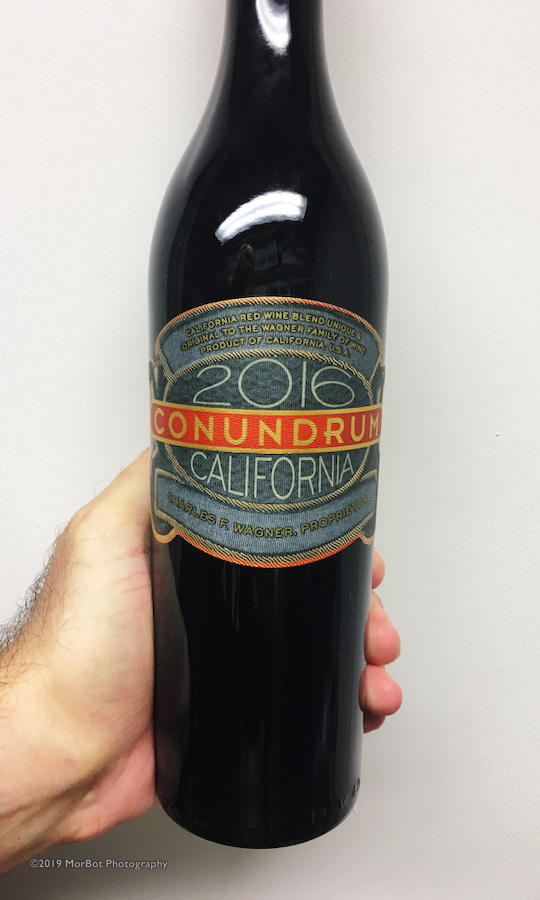 CALIFORNIA RED WINE BLEND UNIQUE &
ORIGINAL TO THE WAGNER FAMILY OF WINE
PRODUCT OF CALIFORNIA, U.S.A.
2016
CONUNDRUM
CALIFORNIA
CHARLES F. WAGNER, PROPRIETOR
©2019 MorBot Photography